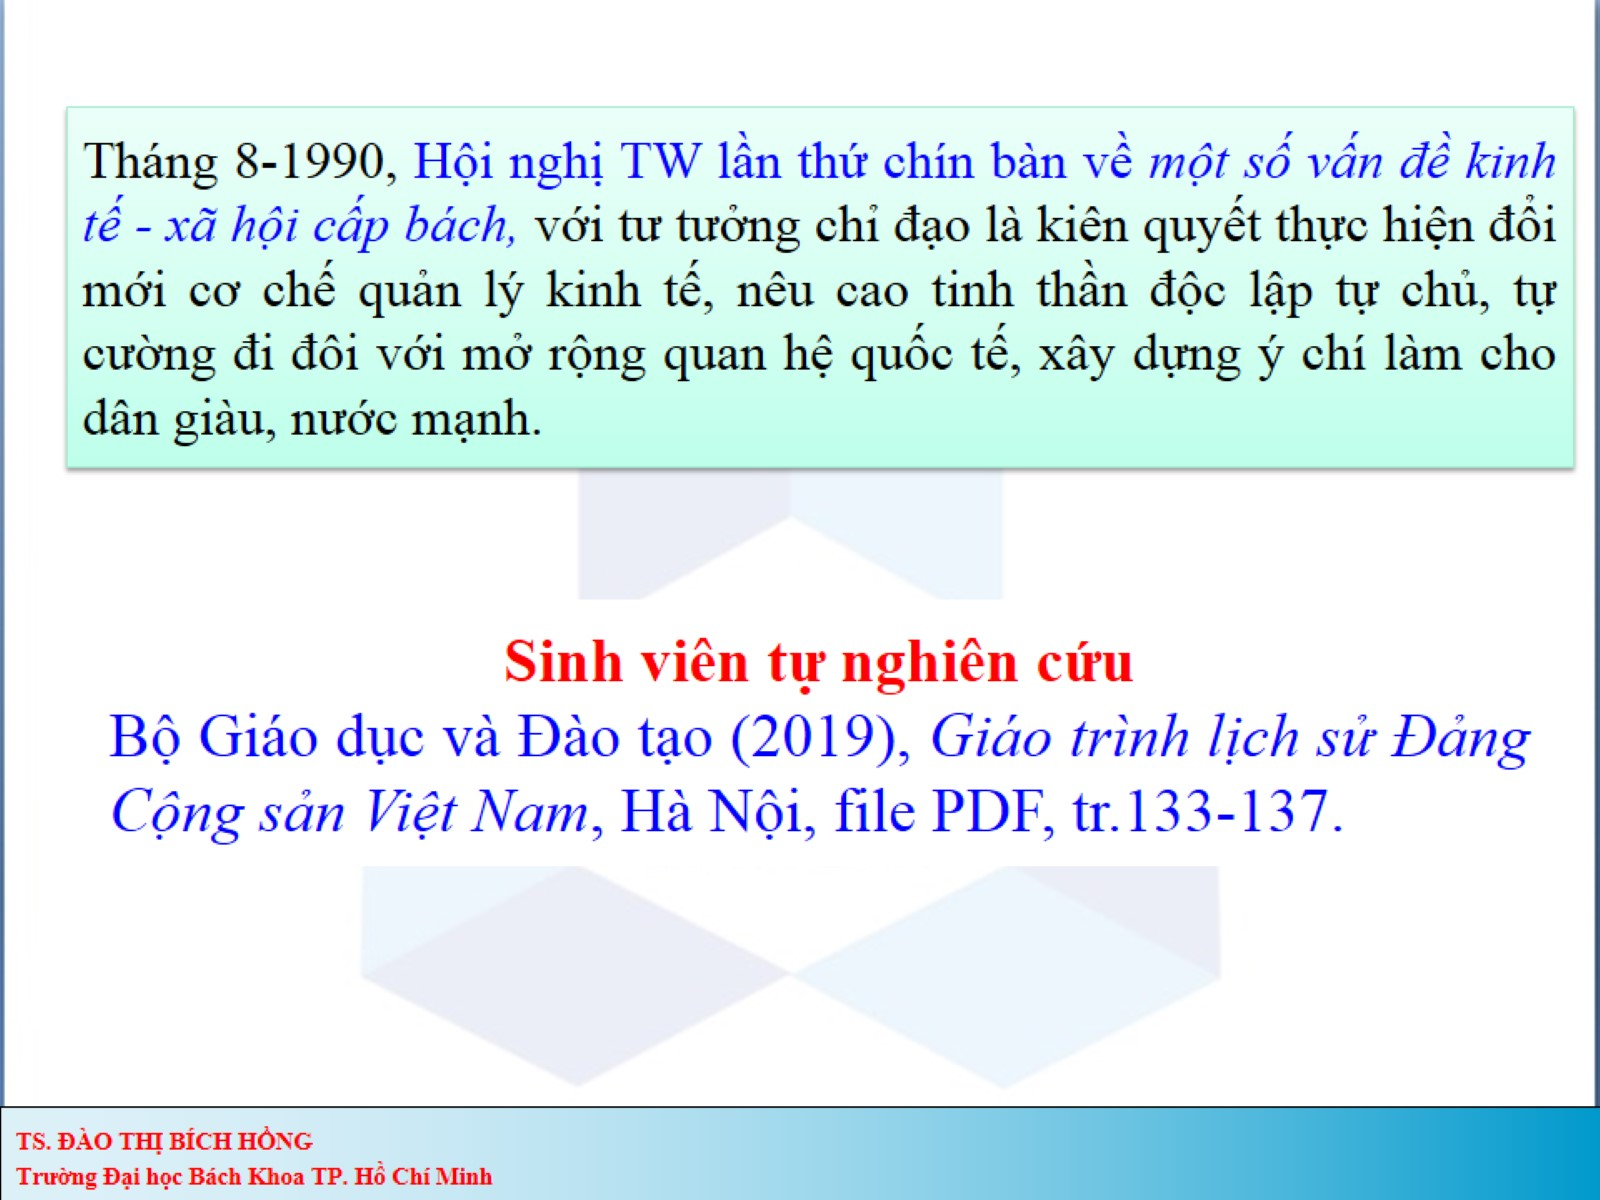 Tháng 8-1990, Hội nghị TW lần thứ chín bàn về một số vấn đề kinh
tế - xã hội cấp bách, với tư tưởng chỉ đạo là kiên quyết thực hiện đổi
mới cơ chế quản lý kinh tế, nêu cao tinh thần độc lập tự chủ, tự
cường đi đôi với mở rộng quan hệ quốc tế, xây dựng ý chí làm cho
dân giàu, nước mạnh.
Sinh viên tự nghiên cứu
Bộ Giáo dục và Đào tạo (2019), Giáo trình lịch sử Đảng
Cộng sản Việt Nam, Hà Nội, file PDF, tr.133-137.
TS. ĐÀO THỊ BÍCH HỒNG
Trường Đại học Bách Khoa TP. Hồ Chí Minh